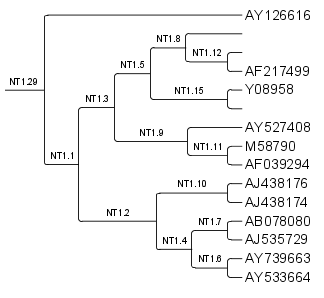 AY126616
NT1.8
NT1.12
NT1.5
AF217499
NT1.29
Y08958
NT1.15
NT1.3
AY527408
NT1.9
M58790
NT1.11
NT1.1
AF039294
AJ438176
NT1.10
AJ438174
NT1.2
AB078080
NT1.7
AJ535729
NT1.4
AY739663
NT1.6
AY533664